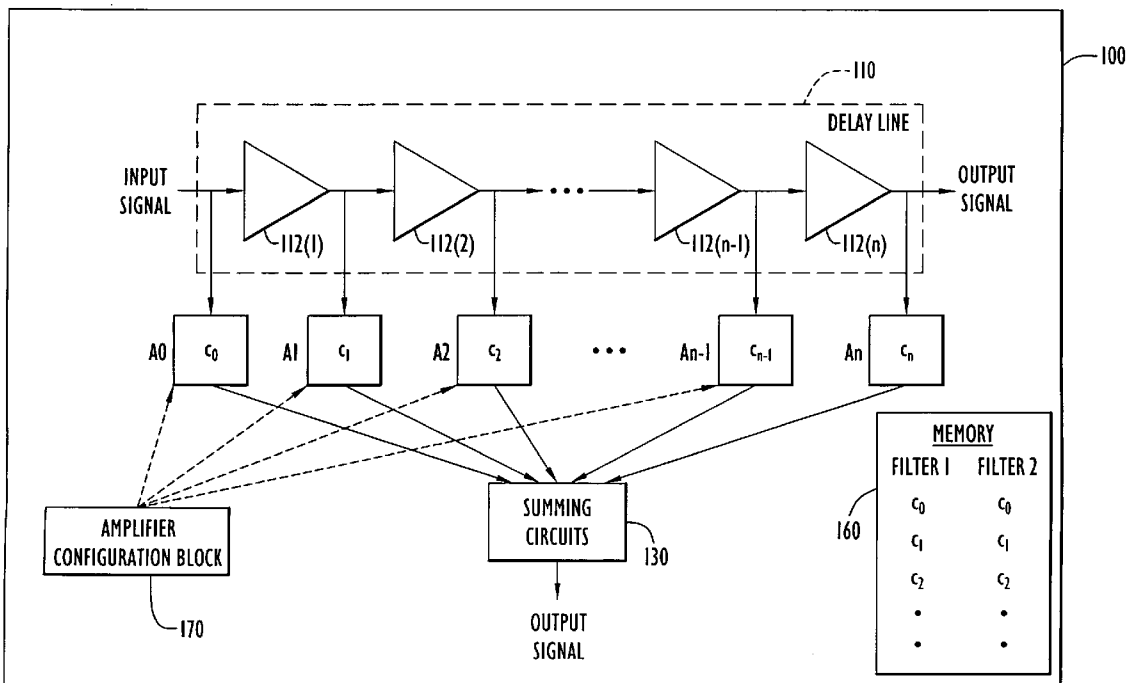 100
110
DELAY LINE
INPUT
SIGNAL
OUTPUT
SIGNAL
112(1)
112(2)
112(n-1)
112(n)
A0
c₀
A1
c₁
A2
c₂
•••
An-1
cₙ₋₁
An
cₙ
AMPLIFIER
CONFIGURATION BLOCK
170
SUMMING
CIRCUITS
130
OUTPUT
SIGNAL
160
MEMORY
FILTER 1 FILTER 2
c₀ c₀
c₁ c₁
c₂ c₂